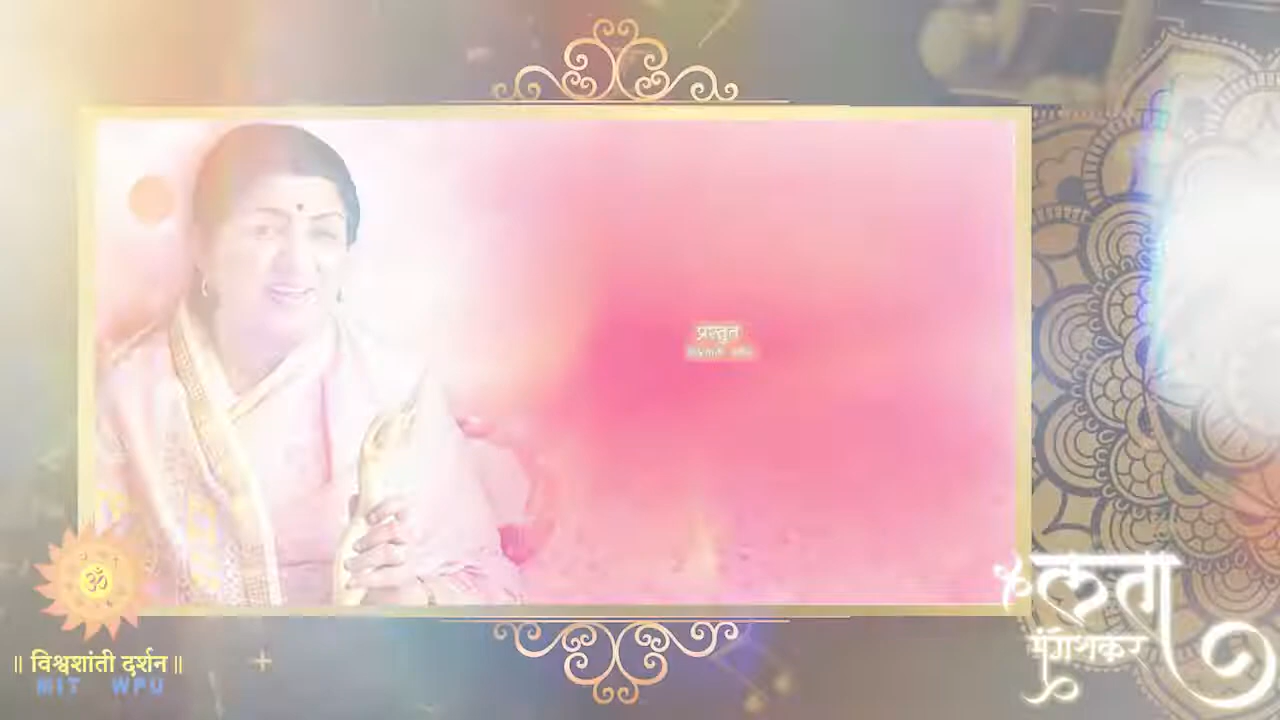 प्रस्तुत
लता
मंगेशकर
॥ विश्वशांती दर्शन ॥
MIT WPU